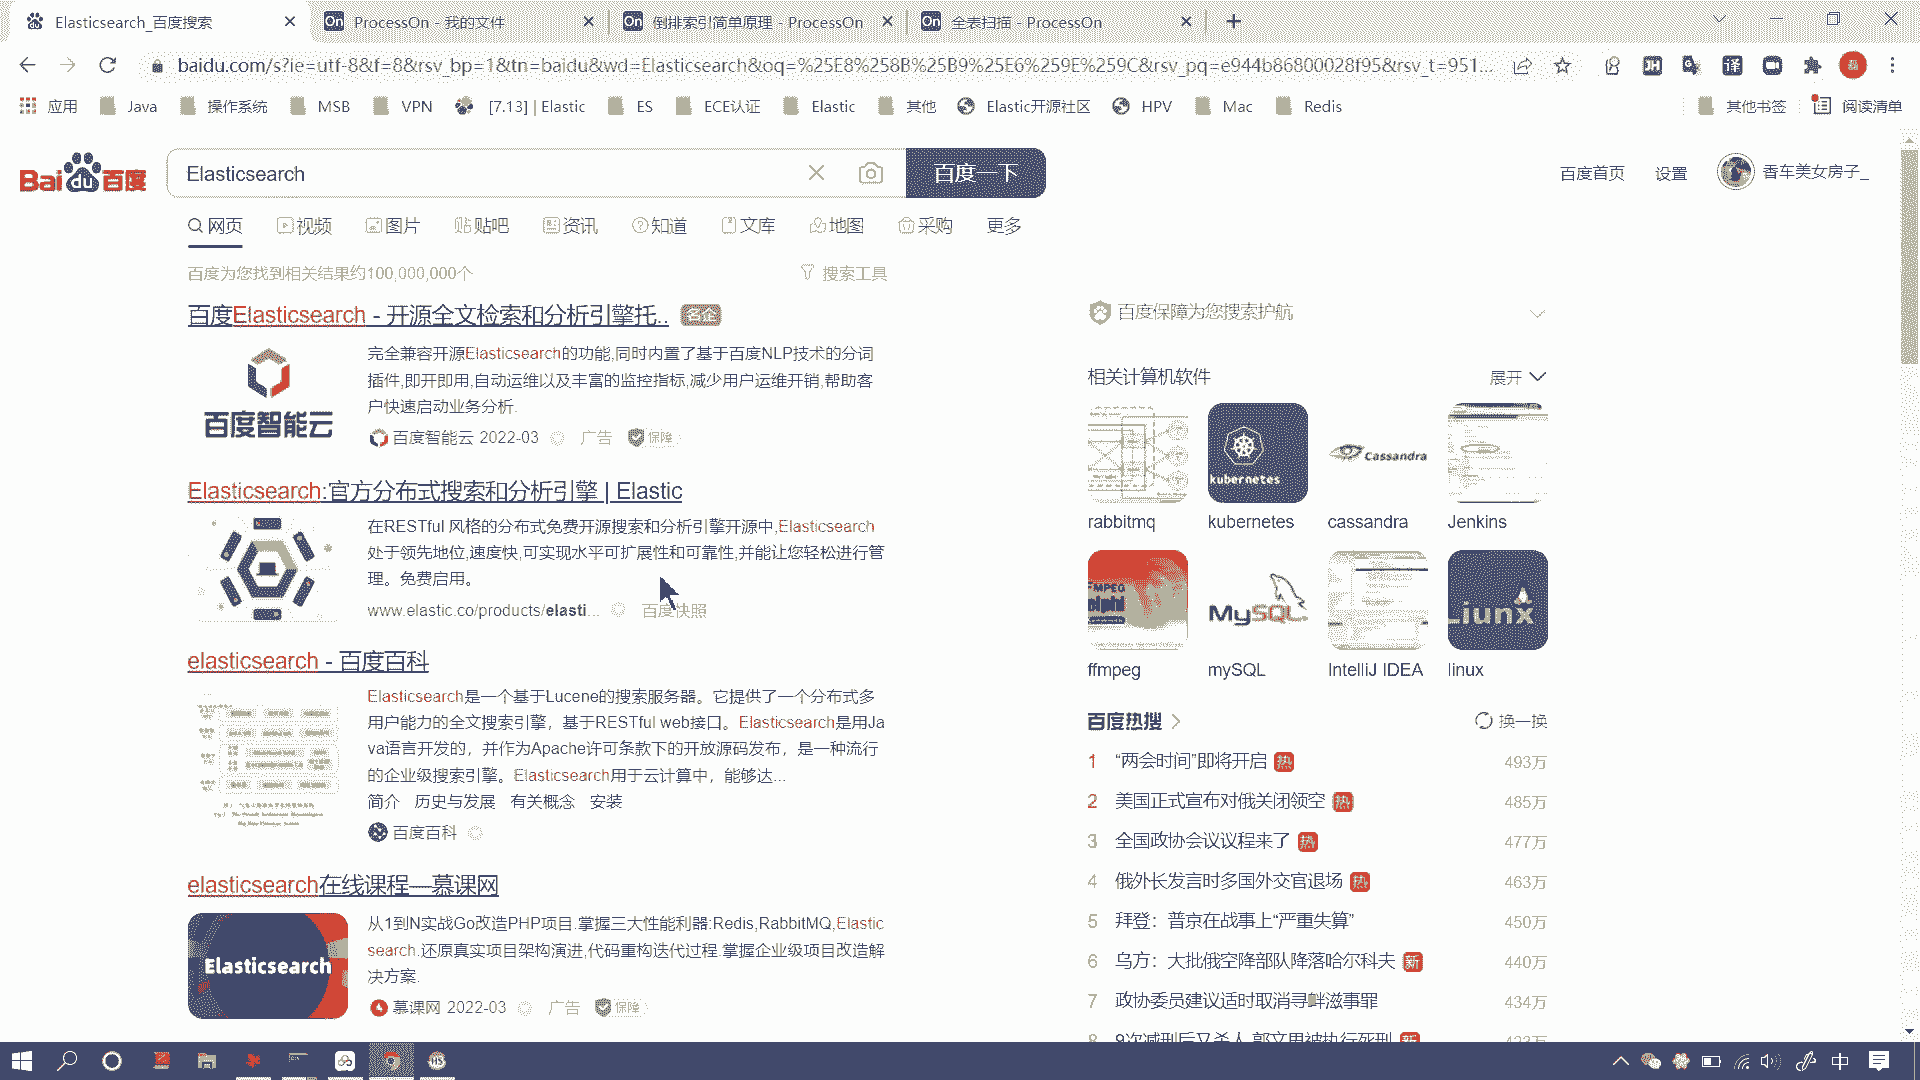 Elasticsearch_百度搜索
ProcessOn - 我的文件
倒排索引简单原理 - ProcessOn
全表扫描 - ProcessOn
baidu.com/s?ie=utf-8&f=8&rsv_bp=1&tn=baidu&wd=Elasticsearch&oq=%25E8%258B%25B9%25E6%259E%259C&rsv_pq=e944b86800028f95&rsv_t=951...
应用 Java 操作系统 MSB VPN [7.13] | Elastic ES ECE认证 Elastic 其他 Elastic开源社区 HPV Mac Redis 其他书签 阅读清单
Bai du 百度
Elasticsearch
百度一下
百度首页 设置 香车美女房子_
网页 视频 图片 贴吧 资讯 知道 文库 地图 采购 更多
百度为您找到相关结果约100,000,000个
搜索工具
百度Elasticsearch - 开源全文检索和分析引擎托.. 名企
百度智能云
完全兼容开源Elasticsearch的功能,同时内置了基于百度NLP技术的分词
插件,即开即用,自动运维以及丰富的监控指标,减少用户运维开销,帮助客
户快速启动业务分析.
百度智能云 2022-03 广告 保障
Elasticsearch:官方分布式搜索和分析引擎 | Elastic
在RESTful 风格的分布式免费开源搜索和分析引擎开源中,Elasticsearch
处于领先地位,速度快,可实现水平可扩展性和可靠性,并能让您轻松进行管
理。免费启用。
www.elastic.co/products/elasti... 百度快照
elasticsearch - 百度百科
Elasticsearch是一个基于Lucene的搜索服务器。它提供了一个分布式多
用户能力的全文搜索引擎，基于RESTful web接口。Elasticsearch是用Ja
va语言开发的，并作为Apache许可条款下的开放源码发布，是一种流行
的企业级搜索引擎。Elasticsearch用于云计算中，能够达...
简介 历史与发展 有关概念 安装
百度百科
elasticsearch在线课程—慕课网
Elasticsearch
从1到N实战Go改造PHP项目.掌握三大性能利器:Redis,RabbitMQ,Elastic
search.还原真实项目架构演进,代码重构迭代过程.掌握企业级项目改造解
决方案.
慕课网 2022-03 广告 保障
百度保障为您搜索护航
相关计算机软件
展开
kubernetes
Cassandra
rabbitmq kubernetes cassandra Jenkins
MySQL
Liunx
ffmpeg mySQL IntelliJ IDEA linux
百度热搜
换一换
1 “两会时间”即将开启 热 493万
2 美国正式宣布对俄关闭领空 热 485万
3 全国政协会议议程来了 热 477万
4 俄外长发言时多国外交官退场 热 463万
5 拜登：普京在战事上“严重失算” 450万
6 乌方：大批俄空降部队降落哈尔科夫 新 440万
7 政协委员建议适时取消寻衅滋事罪 434万
中